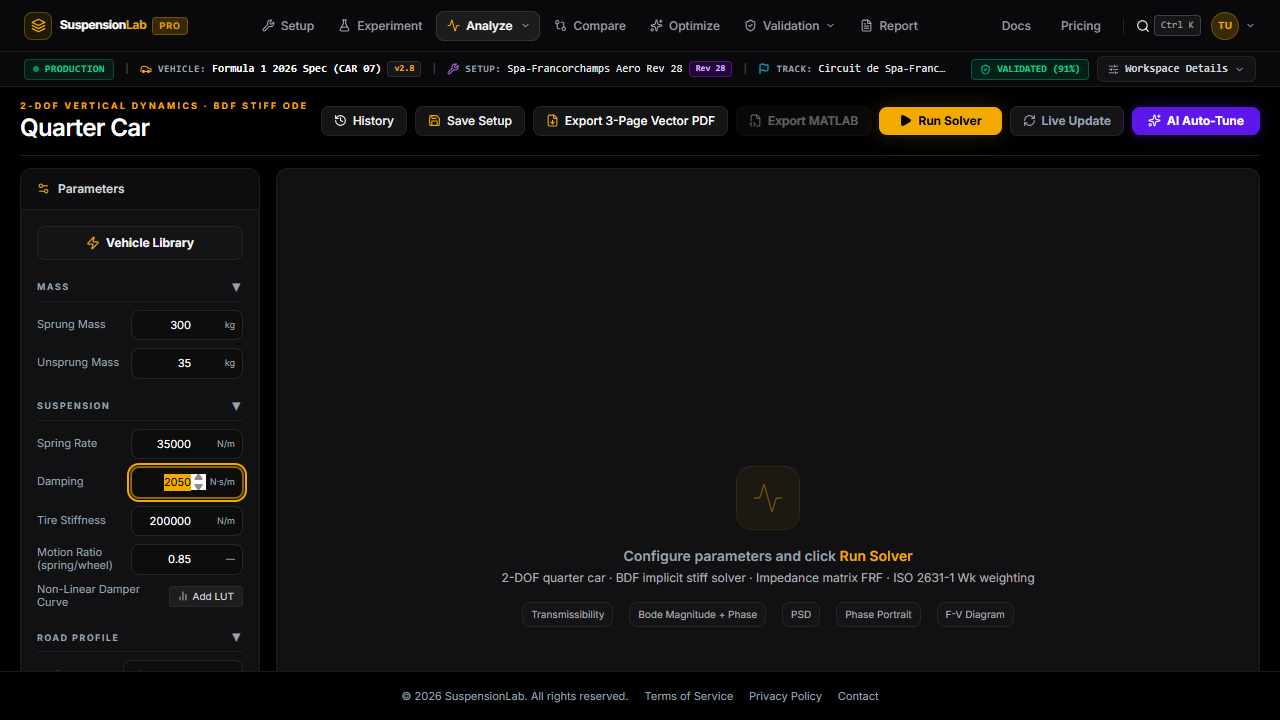 SuspensionLab PRO Setup Experiment Analyze Compare Optimize Validation Report Docs Pricing Ctrl K TU
PRODUCTION | VEHICLE: Formula 1 2026 Spec (CAR 07) v2.8 | SETUP: Spa-Francorchamps Aero Rev 28 Rev 28 | TRACK: Circuit de Spa-Franc… VALIDATED (91%) Workspace Details
2-DOF VERTICAL DYNAMICS · BDF STIFF ODE
Quarter Car
History Save Setup Export 3-Page Vector PDF Export MATLAB Run Solver Live Update AI Auto-Tune
Parameters
Vehicle Library
MASS
Sprung Mass 300 kg
Unsprung Mass 35 kg
SUSPENSION
Spring Rate 35000 N/m
Damping 2050 N·s/m
Tire Stiffness 200000 N/m
Motion Ratio
(spring/wheel) 0.85 —
Non-Linear Damper
Curve Add LUT
ROAD PROFILE
Configure parameters and click Run Solver
2-DOF quarter car · BDF implicit stiff solver · Impedance matrix FRF · ISO 2631-1 Wk weighting
Transmissibility Bode Magnitude + Phase PSD Phase Portrait F-V Diagram
© 2026 SuspensionLab. All rights reserved. Terms of Service Privacy Policy Contact